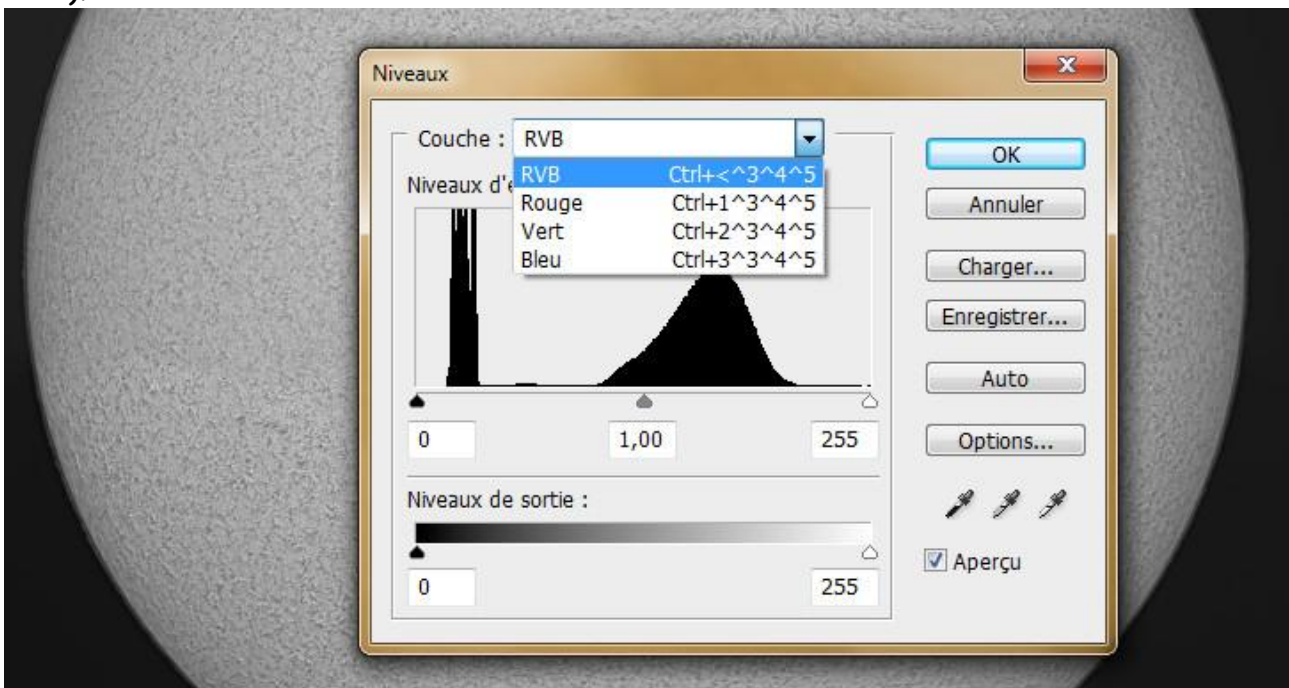 Niveaux
Couche : RVB
RVB Ctrl+<^3^4^5
Rouge Ctrl+1^3^4^5
Vert Ctrl+2^3^4^5
Bleu Ctrl+3^3^4^5
Niveaux
0 1,00 255
Niveaux de sortie :
0 255
OK
Annuler
Charger...
Enregistrer...
Auto
Options...
Aperçu